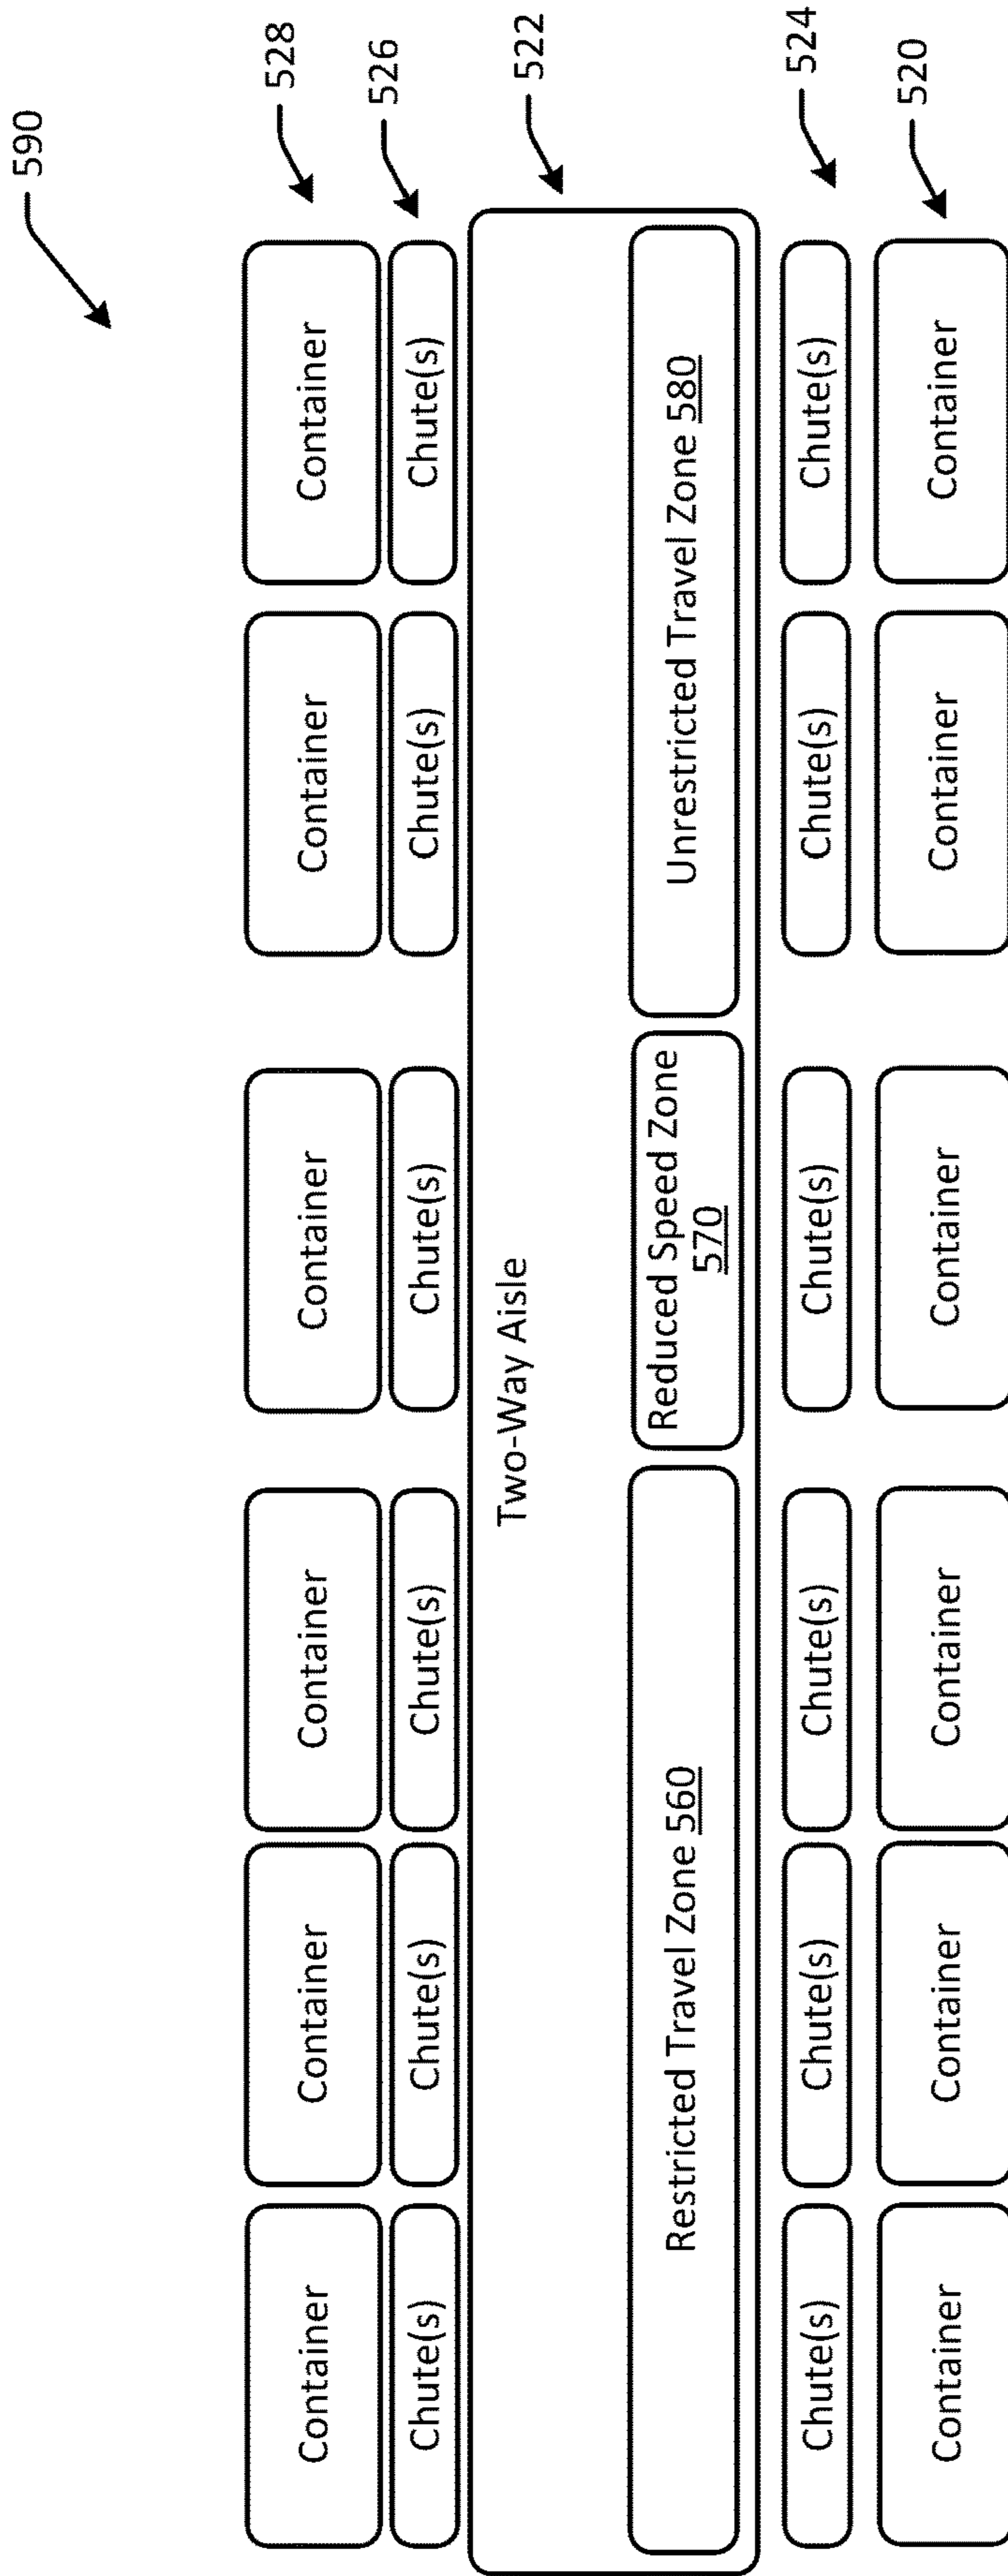 590
Container Container Container Container Container Container 528
Chute(s) Chute(s) Chute(s) Chute(s) Chute(s) Chute(s) 526
Two-Way Aisle 522
Restricted Travel Zone 560
Reduced Speed Zone
570
Unrestricted Travel Zone 580
Chute(s) Chute(s) Chute(s) Chute(s) Chute(s) Chute(s) 524
Container Container Container Container Container Container 520